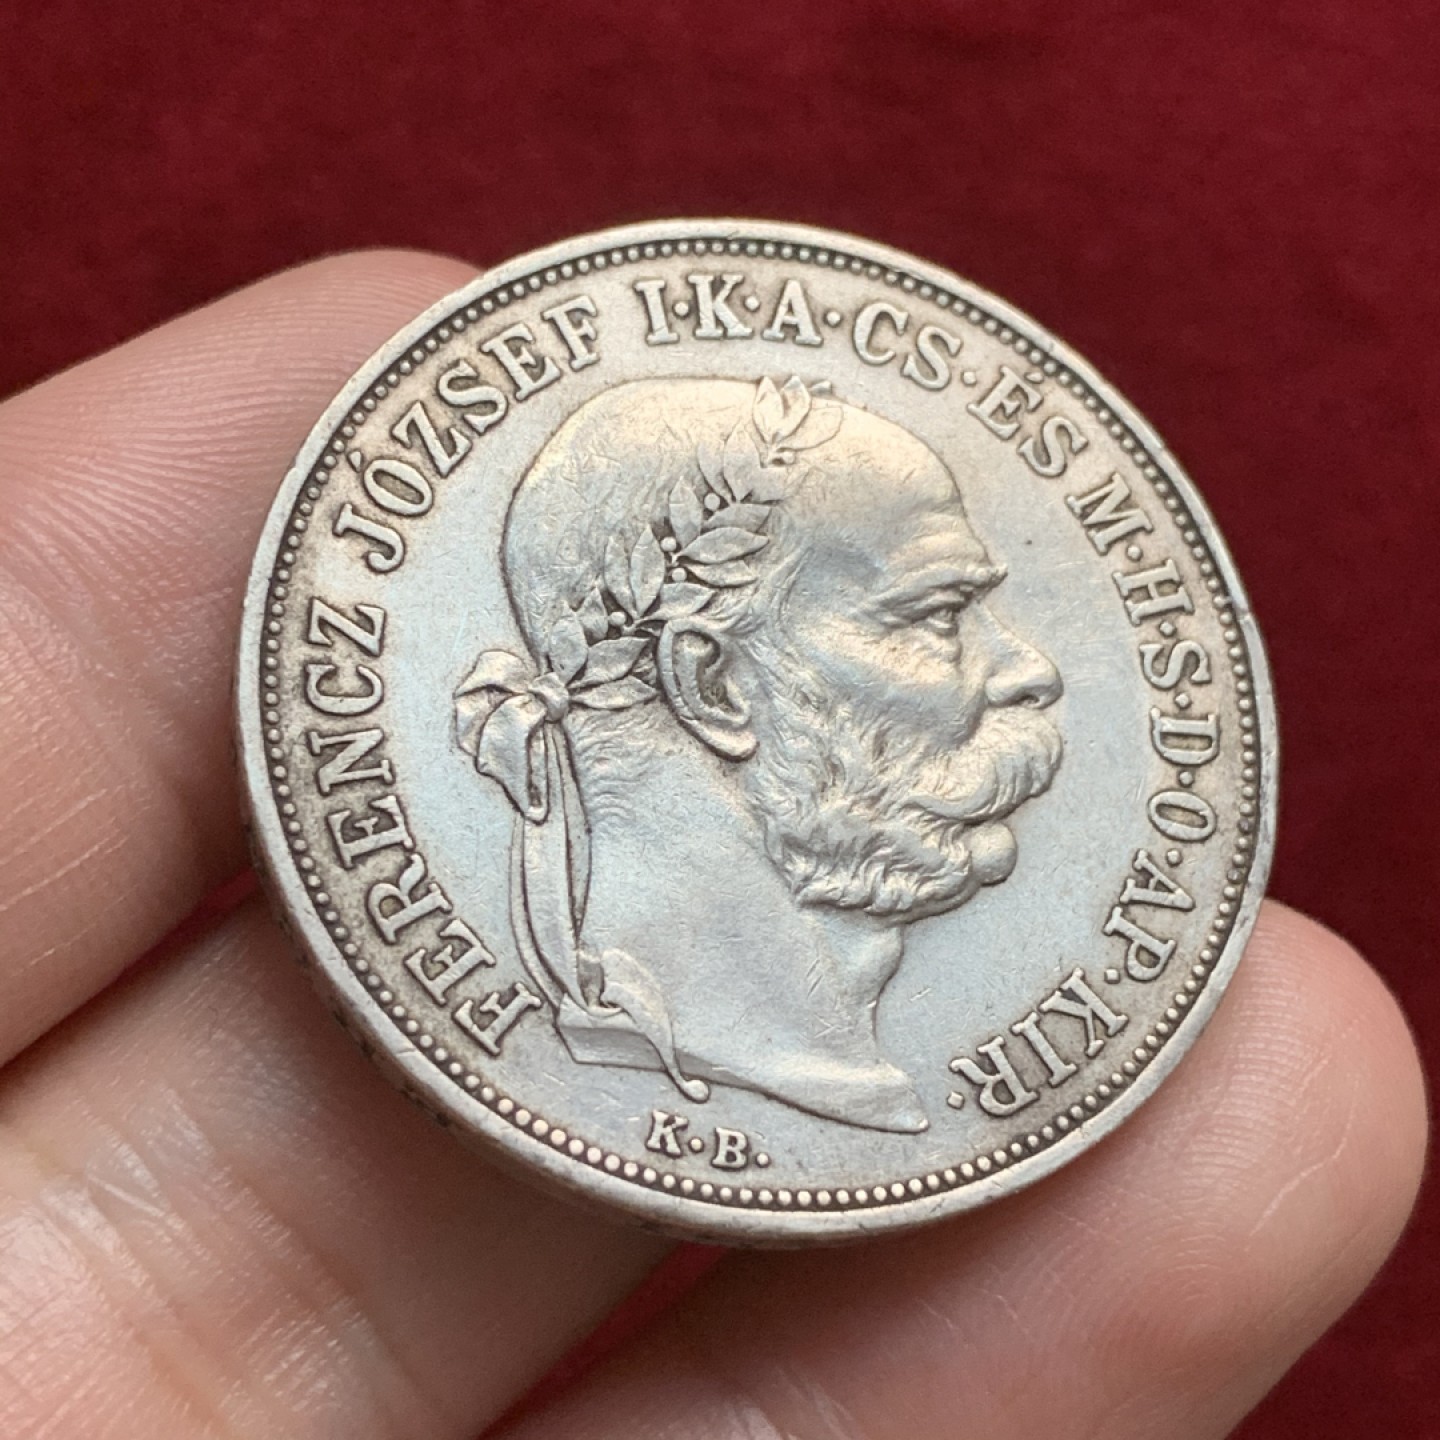 FERENCZ JÓZSEF I·K·A·CS·ÉS M·H·S·D·O·AP·KIR·
K·B·